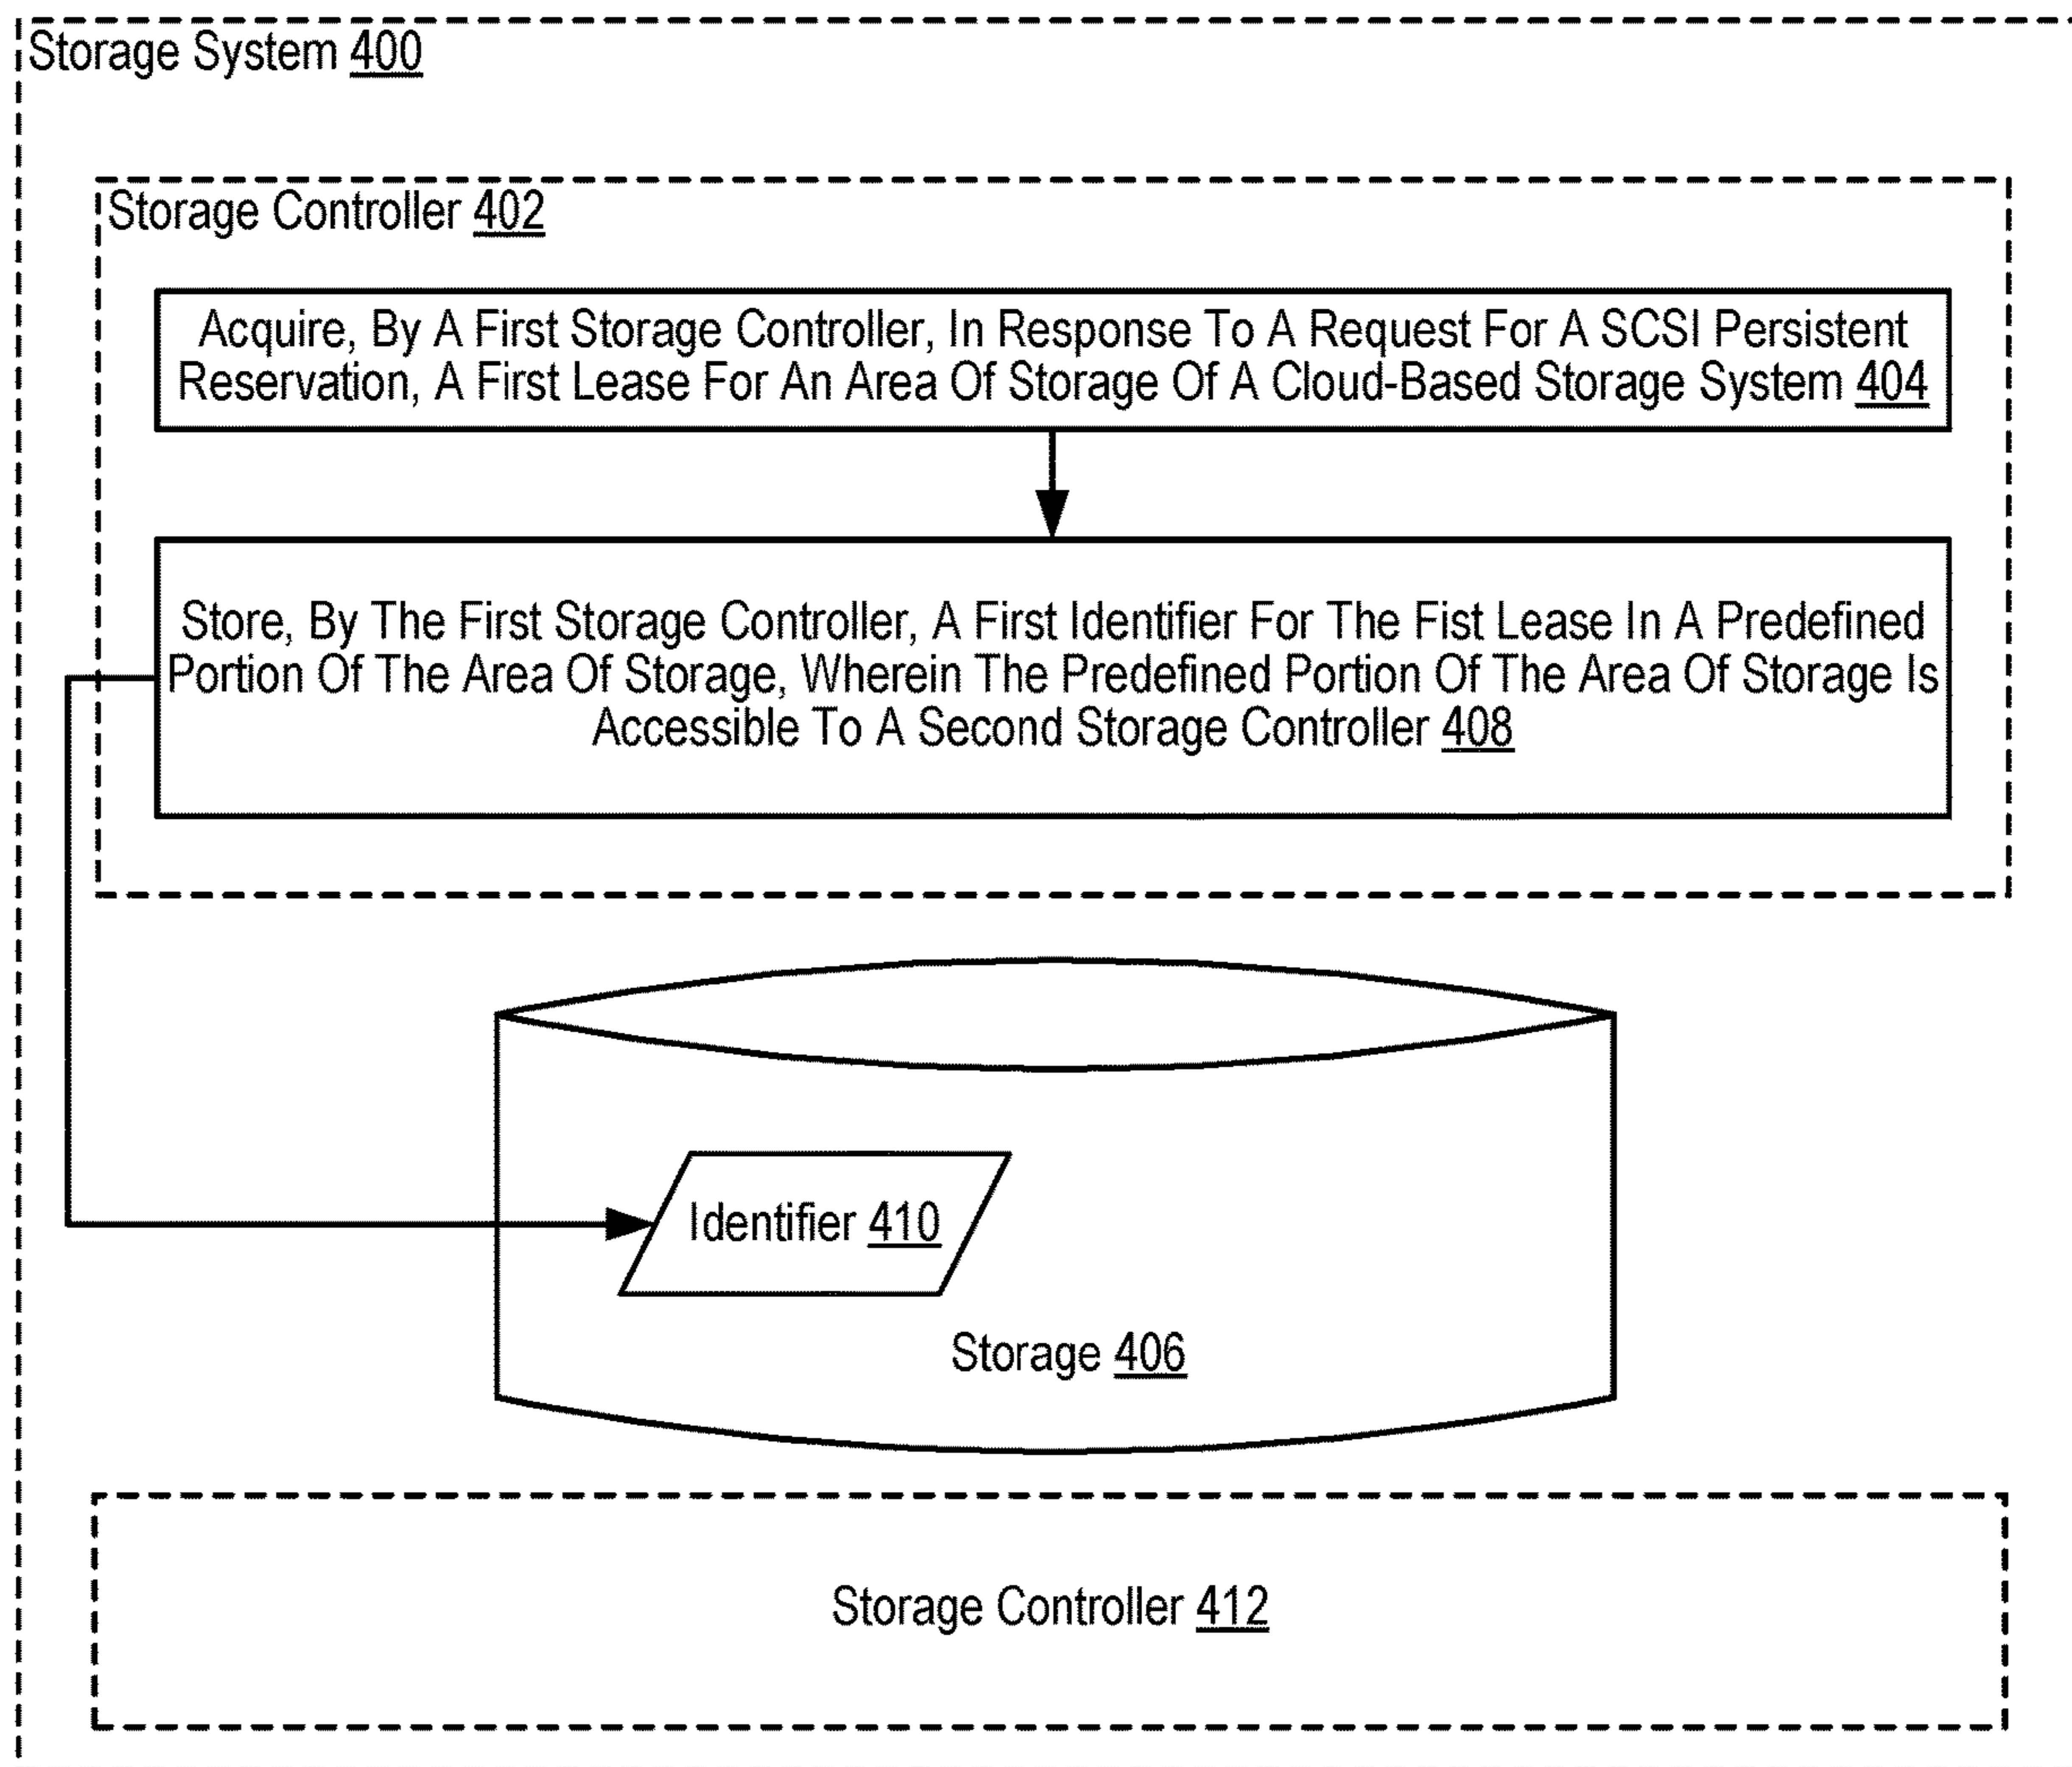 Storage System 400
Storage Controller 402
Acquire, By A First Storage Controller, In Response To A Request For A SCSI Persistent
Reservation, A First Lease For An Area Of Storage Of A Cloud-Based Storage System 404
Store, By The First Storage Controller, A First Identifier For The Fist Lease In A Predefined
Portion Of The Area Of Storage, Wherein The Predefined Portion Of The Area Of Storage Is
Accessible To A Second Storage Controller 408
Identifier 410
Storage 406
Storage Controller 412